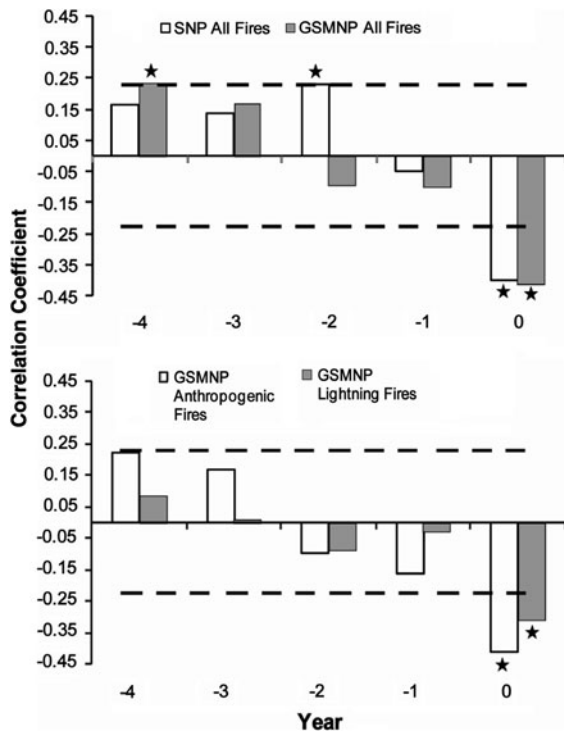 SNP All Fires GSMNP All Fires
0.45
0.35
0.25
0.15
0.05
-0.05
-0.15
-0.25
-0.35
-0.45
-4 -3 -2 -1 0
Correlation Coefficient
GSMNP Anthropogenic Fires
GSMNP Lightning Fires
0.45
0.35
0.25
0.15
0.05
-0.05
-0.15
-0.25
-0.35
-0.45
-4 -3 -2 -1 0
Year